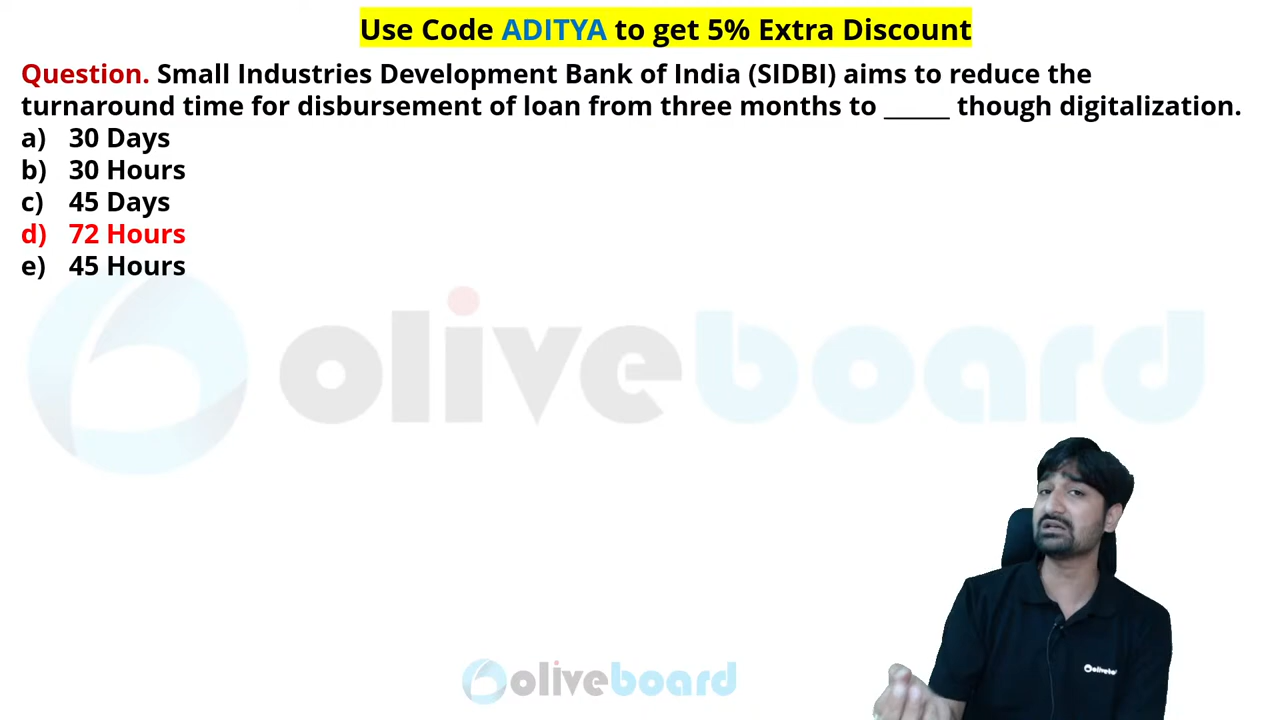 Use Code ADITYA to get 5% Extra Discount
Question. Small Industries Development Bank of India (SIDBI) aims to reduce the
turnaround time for disbursement of loan from three months to ______ though digitalization.
a) 30 Days
b) 30 Hours
c) 45 Days
d) 72 Hours
e) 45 Hours
oliveboard
oliveboard
oliveboard